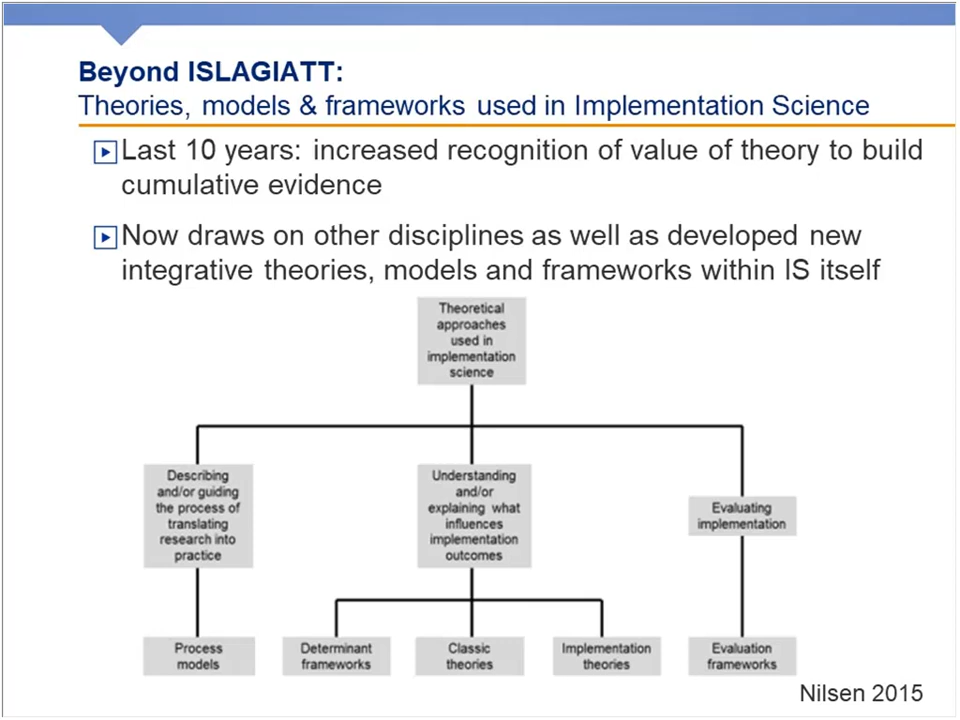 Beyond ISLAGIATT:
Theories, models & frameworks used in Implementation Science
Last 10 years: increased recognition of value of theory to build
cumulative evidence
Now draws on other disciplines as well as developed new
integrative theories, models and frameworks within IS itself
Theoretical
approaches
used in
implementation
science
Describing
and/or guiding
the process of
translating
research into
practice
Understanding
and/or
explaining what
influences
implementation
outcomes
Evaluating
implementation
Process
models
Determinant
frameworks
Classic
theories
Implementation
theories
Evaluation
frameworks
Nilsen 2015